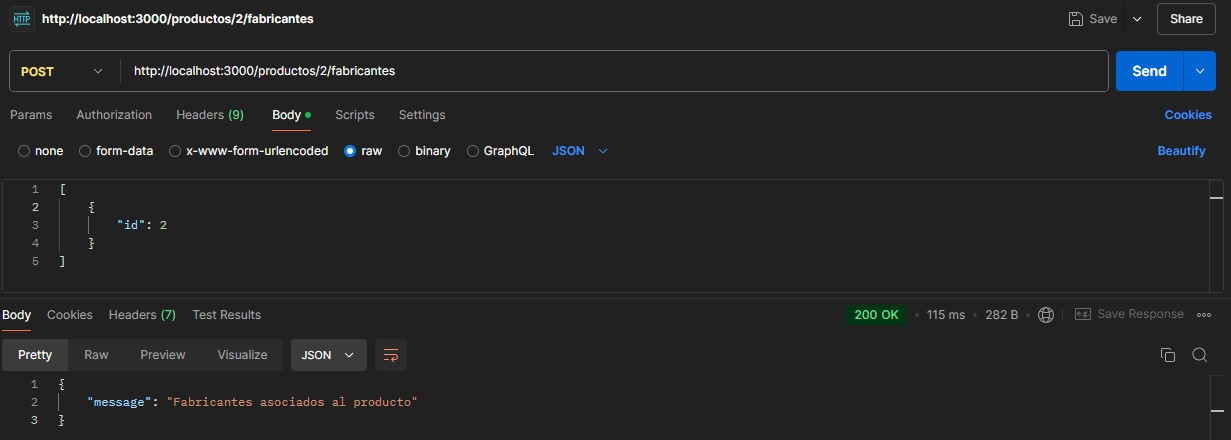 HTTP http://localhost:3000/productos/2/fabricantes Save Share
POST http://localhost:3000/productos/2/fabricantes Send
Params Authorization Headers (9) Body Scripts Settings Cookies
none form-data x-www-form-urlencoded raw binary GraphQL JSON Beautify
1 [
2 {
3 "id": 2
4 }
5 ]
Body Cookies Headers (7) Test Results 200 OK • 115 ms • 282 B • e.g. Save Response
Pretty Raw Preview Visualize JSON
1 {
2 "message": "Fabricantes asociados al producto"
3 }